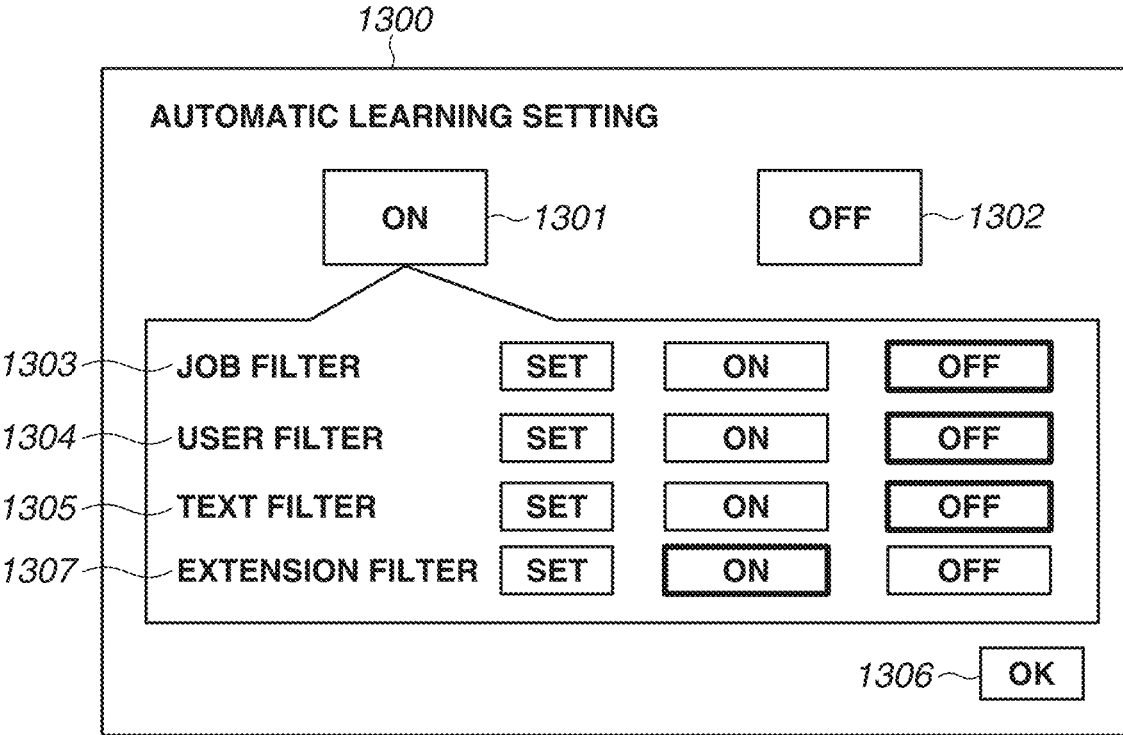 1300
AUTOMATIC LEARNING SETTING
ON 1301 OFF 1302
1303 JOB FILTER SET ON OFF
1304 USER FILTER SET ON OFF
1305 TEXT FILTER SET ON OFF
1307 EXTENSION FILTER SET ON OFF
1306 OK